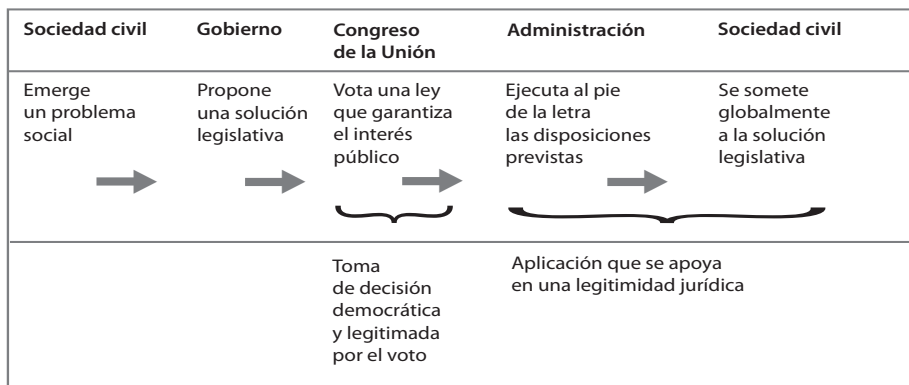 Sociedad civil
Gobierno
Congreso
de la Unión
Administración
Sociedad civil
Emerge
un problema
social
Propone
una solución
legislativa
Vota una ley
que garantiza
el interés
público
Ejecuta al pie
de la letra
las disposiciones
previstas
Se somete
globalmente
a la solución
legislativa
Toma
de decisión
democrática
y legitimada
por el voto
Aplicación que se apoya
en una legitimidad jurídica